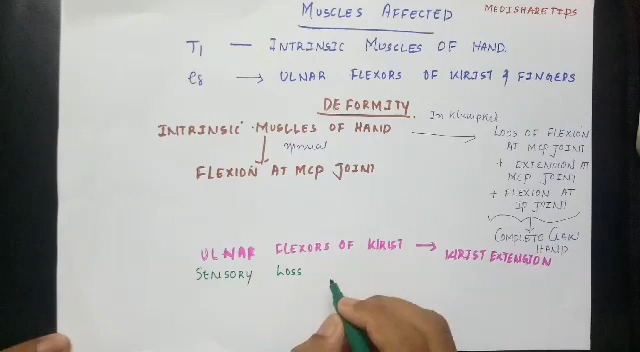 MUSCLES AFFECTED
MEDISHARETIPS
T1 — INTRINSIC MUSCLES OF HAND.
C8 → ULNAR FLEXORS OF WRIST & FINGERS
DEFORMITY
In Klumpke's
INTRINSIC MUSCLES OF HAND
normal
FLEXION AT MCP JOINT
LOSS OF FLEXION
AT MCP JOINT
+ EXTENSION AT
MCP JOINT
+ FLEXION AT
IP JOINT
COMPLETE CLAW
HAND
ULNAR FLEXORS OF WRIST → WRIST EXTENSION
SENSORY LOSS